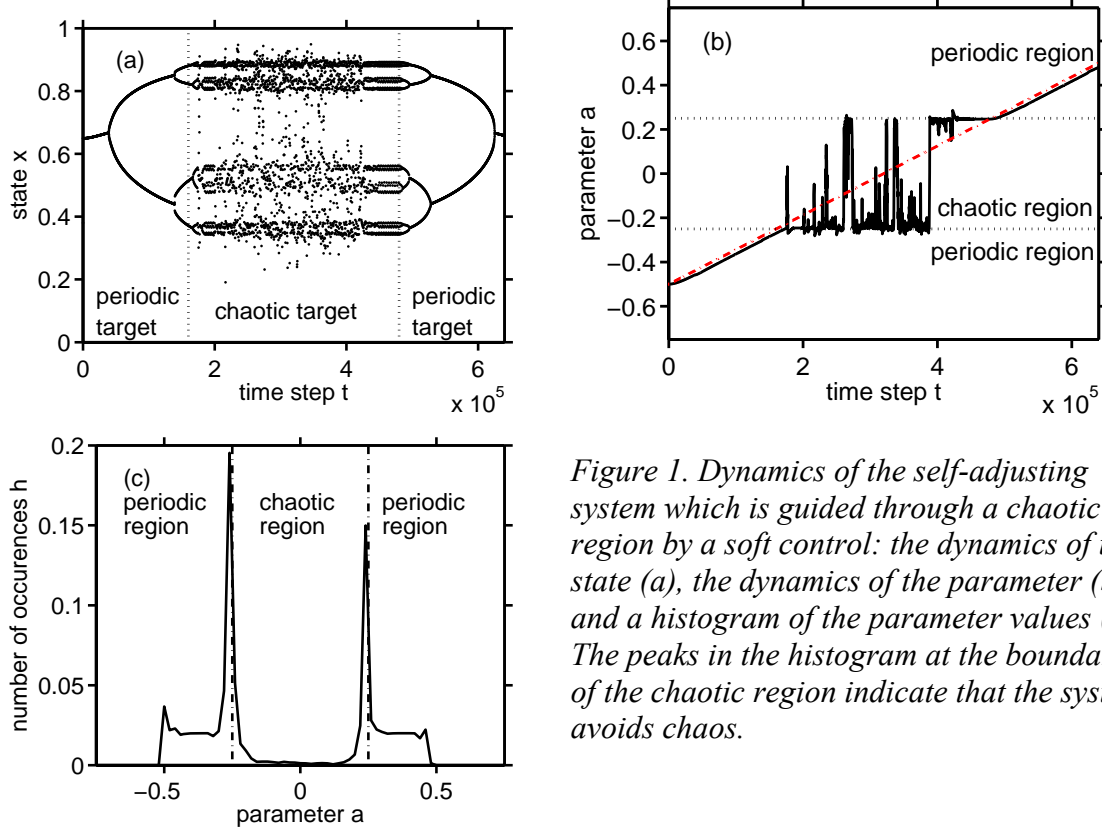 (a)
1
0.8
0.6
0.4
0.2
0
state x
periodic
target
chaotic target
periodic
target
0
2
4
6
time step t
x 10^5
(b)
0.6
0.4
0.2
0
−0.2
−0.4
−0.6
parameter a
periodic region
chaotic region
periodic region
0
2
4
6
time step t
x 10^5
(c)
0.2
0.15
0.1
0.05
0
number of occurences h
periodic
region
chaotic
region
periodic
region
−0.5
0
0.5
parameter a
Figure 1. Dynamics of the self-adjusting
system which is guided through a chaotic
region by a soft control: the dynamics of
state (a), the dynamics of the parameter
and a histogram of the parameter values
The peaks in the histogram at the
of the chaotic region indicate that the
avoids chaos.